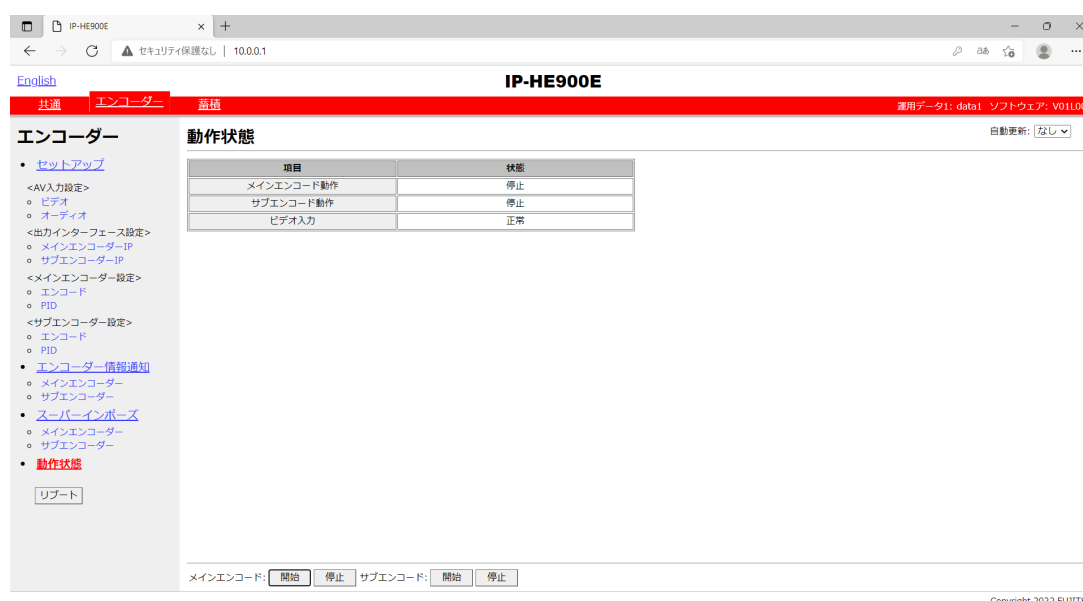 IP-HE900E
セキュリティ保護なし | 10.0.0.1
English
IP-HE900E
共通 エンコーダー 蓄積 運用データ1: data1 ソフトウェア:
エンコーダー
動作状態
自動更新: なし
セットアップ
項目 状態
メインエンコード動作 停止
サブエンコード動作 停止
ビデオ入力 正常
<AV入力設定>
ビデオ
オーディオ
<出力インターフェース設定>
メインエンコーダーIP
サブエンコーダーIP
<メインエンコーダー設定>
エンコード
PID
<サブエンコーダー設定>
エンコード
PID
エンコーダー情報通知
メインエンコーダー
サブエンコーダー
スーパーインポーズ
メインエンコーダー
サブエンコーダー
動作状態
リブート
メインエンコード: 開始 停止 サブエンコード: 開始 停止
Copyright 2022